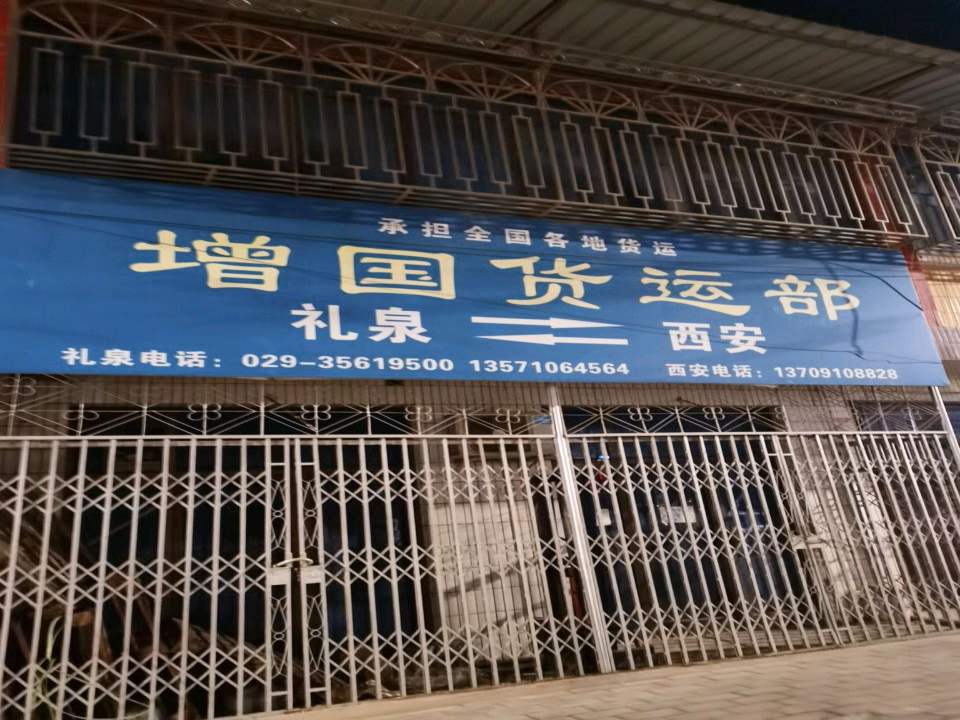 承担全国各地货运
增国货运部
礼泉 西安
礼泉电话：029-35619500 13571064564 西安电话：13709108828